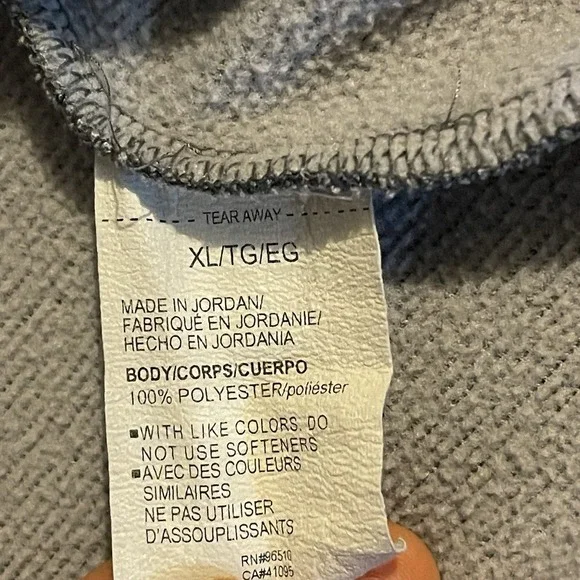 TEAR AWAY
XL/TG/EG
MADE IN JORDAN/
FABRIQUÉ EN JORDANIE/
HECHO EN JORDANIA
BODY/CORPS/CUERPO
100% POLYESTER/poliéster
▪WITH LIKE COLORS. DO
NOT USE SOFTENERS
▪AVEC DES COULEURS
SIMILAIRES
NE PAS UTILISER
D'ASSOUPLISSANTS
RN#96510
CA#41095